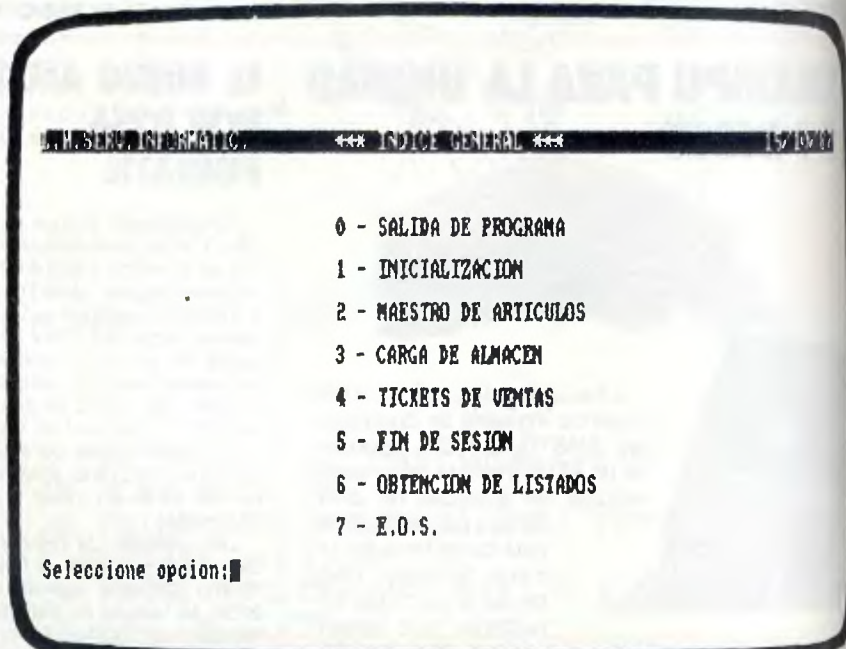 *** INDICE GENERAL ***
0 - SALIDA DE PROGRAMA
1 - INICIALIZACION
2 - MAESTRO DE ARTICULOS
3 - CARGA DE ALMACEN
4 - TICKETS DE VENTAS
5 - FIN DE SESION
6 - OBTENCION DE LISTADOS
7 - E.O.S.
Seleccione opcion: